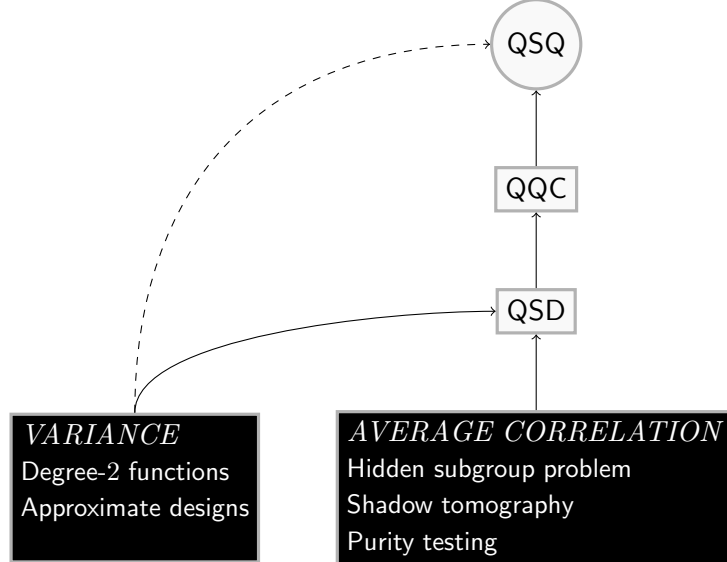 QSQ
QQC
QSD
VARIANCE
Degree-2 functions
Approximate designs
AVERAGE CORRELATION
Hidden subgroup problem
Shadow tomography
Purity testing